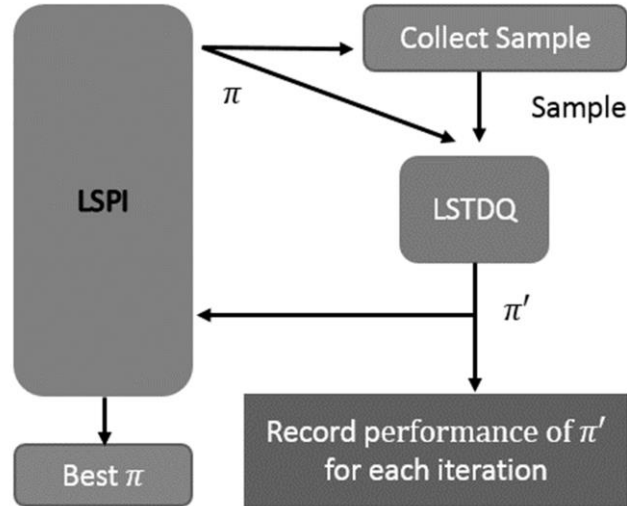 Collect Sample
π
Sample
LSPI
LSTDQ
π′
Record performance of π′
for each iteration
Best π